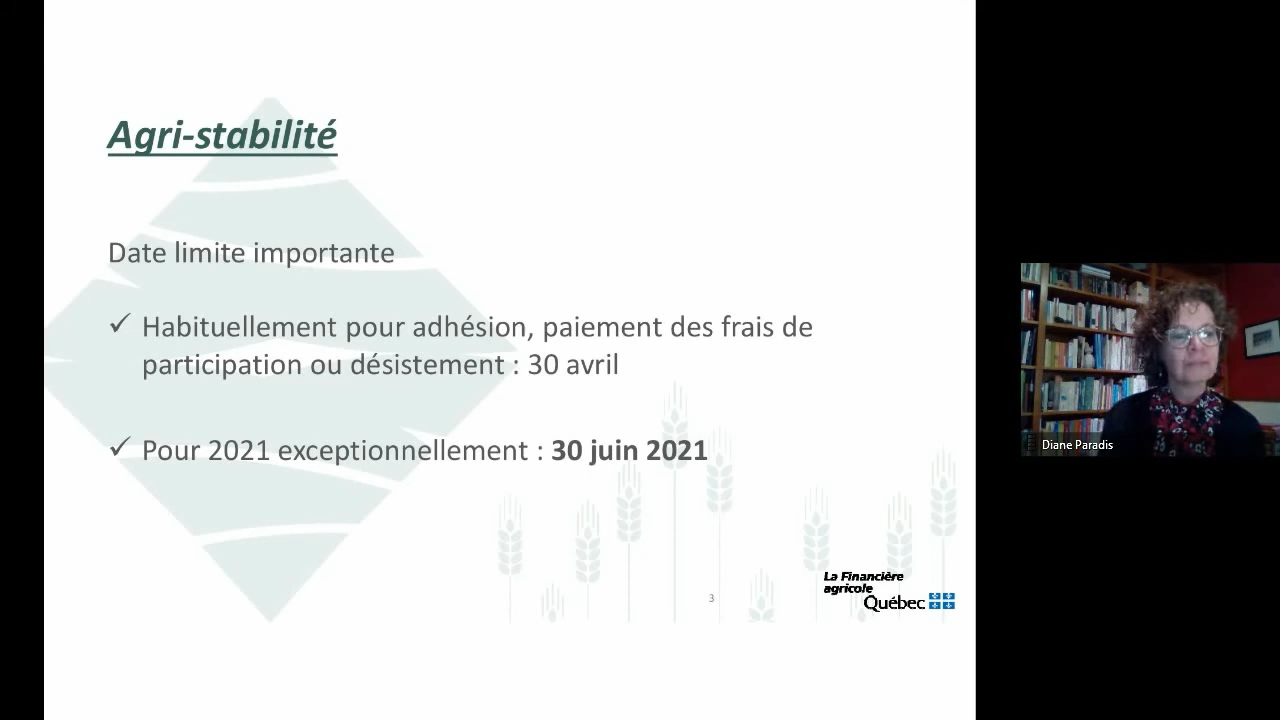 Agri-stabilité
Date limite importante
✓ Habituellement pour adhésion, paiement des frais de
participation ou désistement : 30 avril
✓ Pour 2021 exceptionnellement : 30 juin 2021
3
La Financière
agricole
Québec
Diane Paradis